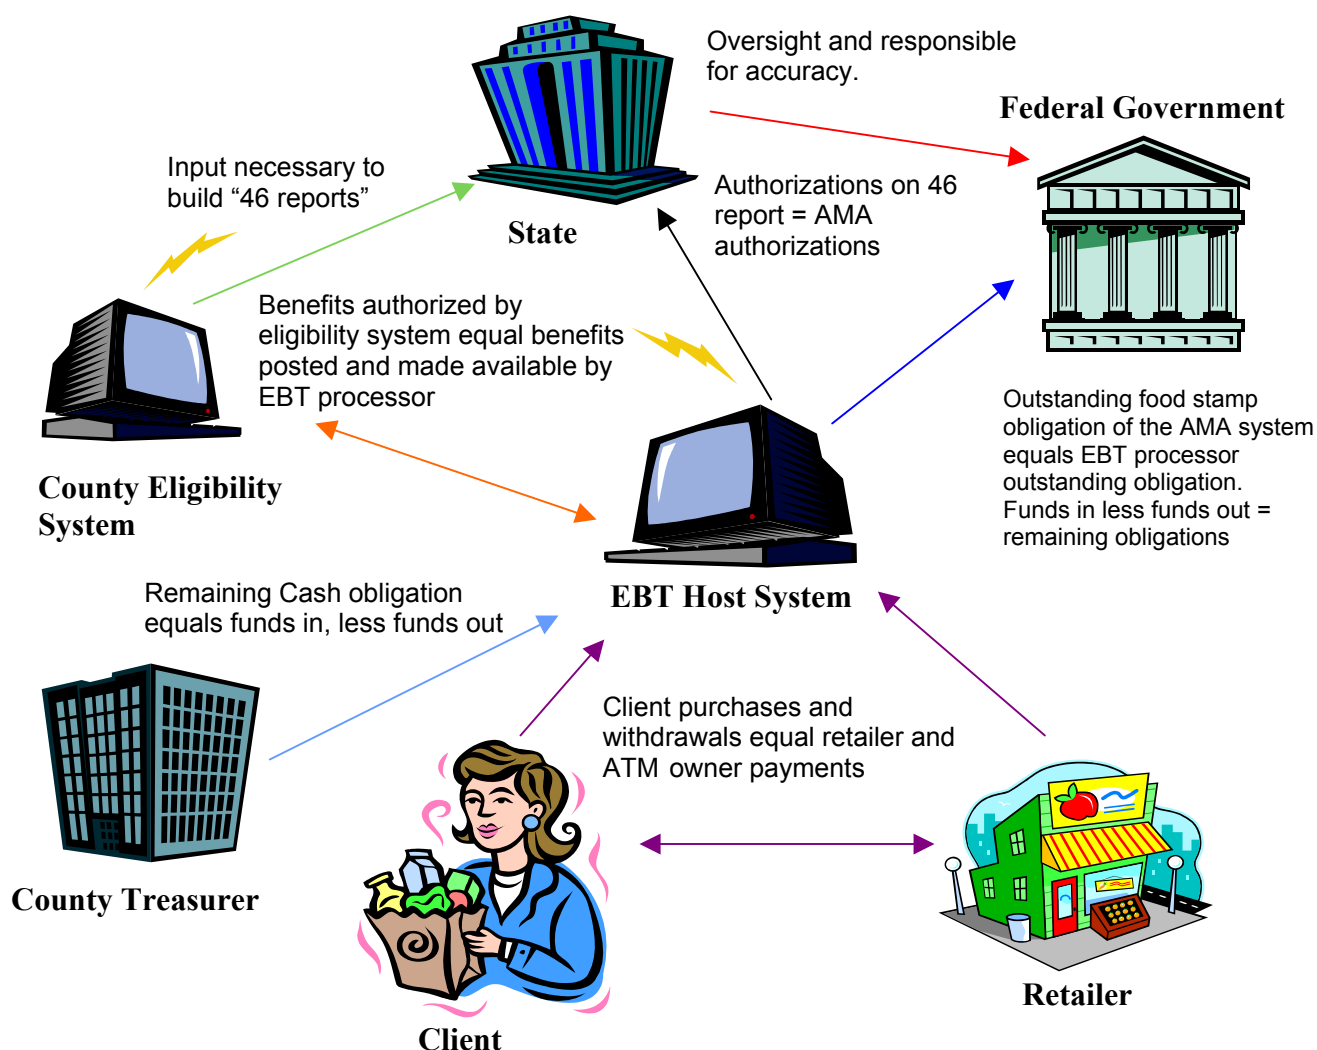 Oversight and responsible
for accuracy.
Federal Government
Input necessary to
build “46 reports”
State
Authorizations on 46
report = AMA
authorizations
Benefits authorized by
eligibility system equal benefits
posted and made available by
EBT processor
County Eligibility
System
Outstanding food stamp
obligation of the AMA system
equals EBT processor
outstanding obligation.
Funds in less funds out =
remaining obligations
EBT Host System
Remaining Cash obligation
equals funds in, less funds out
County Treasurer
Client purchases and
withdrawals equal retailer and
ATM owner payments
Retailer
Client